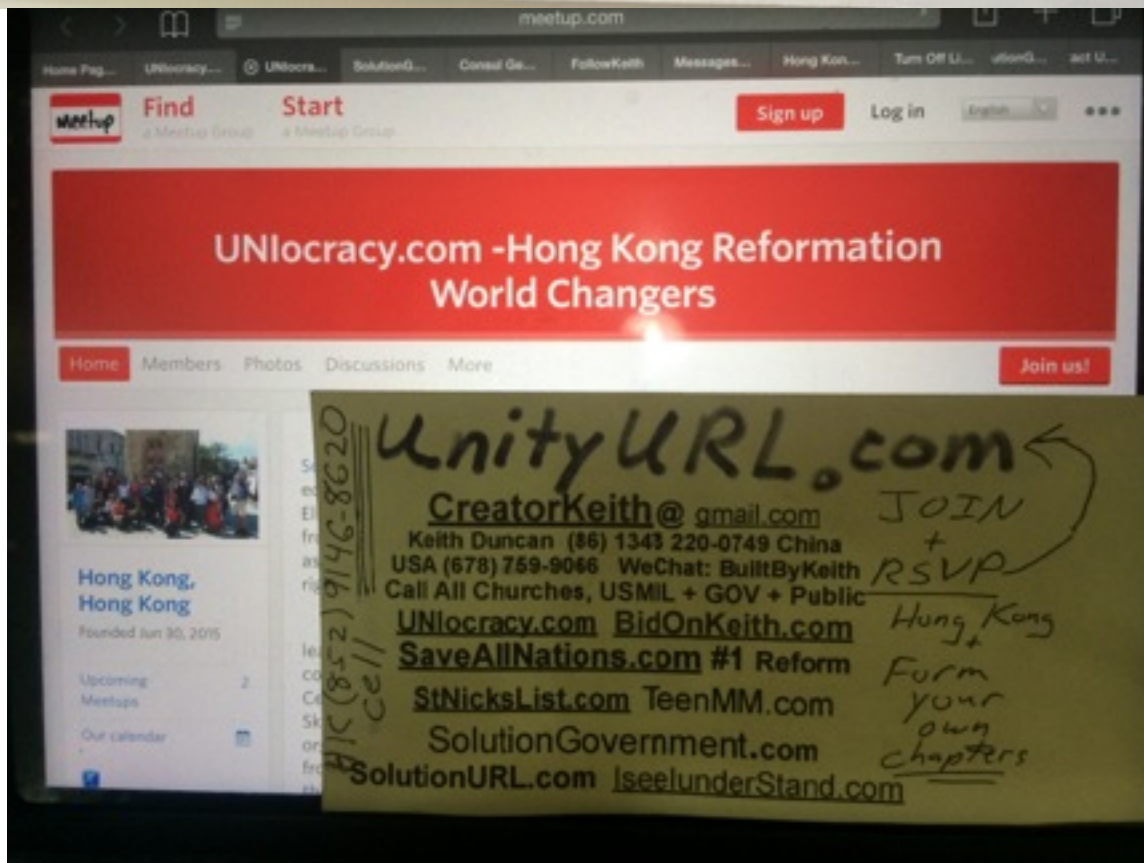 meetup.com
Home Pag...
UNIocracy...
UNIocra...
SolutionG...
Consul Ge...
FollowKeith
Messages...
Hong Kon...
Turn Off Li...
utionG...
act U...
Meetup
Find
a Meetup Group
Start
a Meetup Group
Sign up
Log in
English
UNIocracy.com -Hong Kong Reformation
World Changers
Home Members Photos Discussions More
Join us!
Hong Kong,
Hong Kong
Founded Jun 30, 2015
Upcoming 2
Meetups
Our calendar
UnityURL.com
CreatorKeith@ gmail.com
Keith Duncan (86) 1343 220-0749 China
USA (678) 759-9066 WeChat: BuiltByKeith
Call All Churches, USMIL + GOV + Public
UNIocracy.com BidOnKeith.com
SaveAllNations.com #1 Reform
StNicksList.com TeenMM.com
SolutionGovernment.com
SolutionURL.com IseeIunderStand.com
HK (852) 9146-8620
Cell
JOIN
+
RSVP
Hung Kong
+
Form
your
own
chapters